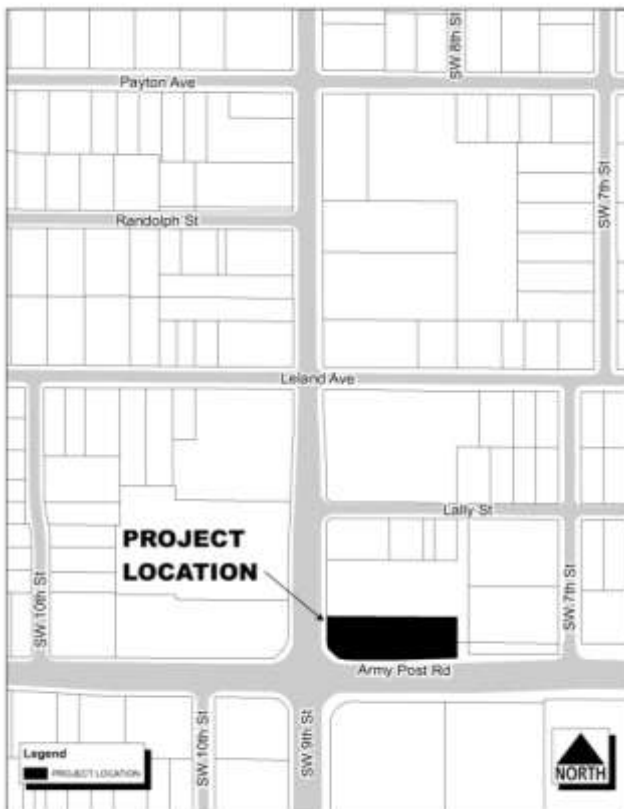 SW 8th St
Payton Ave
SW 7th St
Randolph St
Leland Ave
Lally St
PROJECT
LOCATION
SW 10th St
SW 7th St
Army Post Rd
SW 10th St
SW 9th St
Legend
PROJECT LOCATION
NORTH